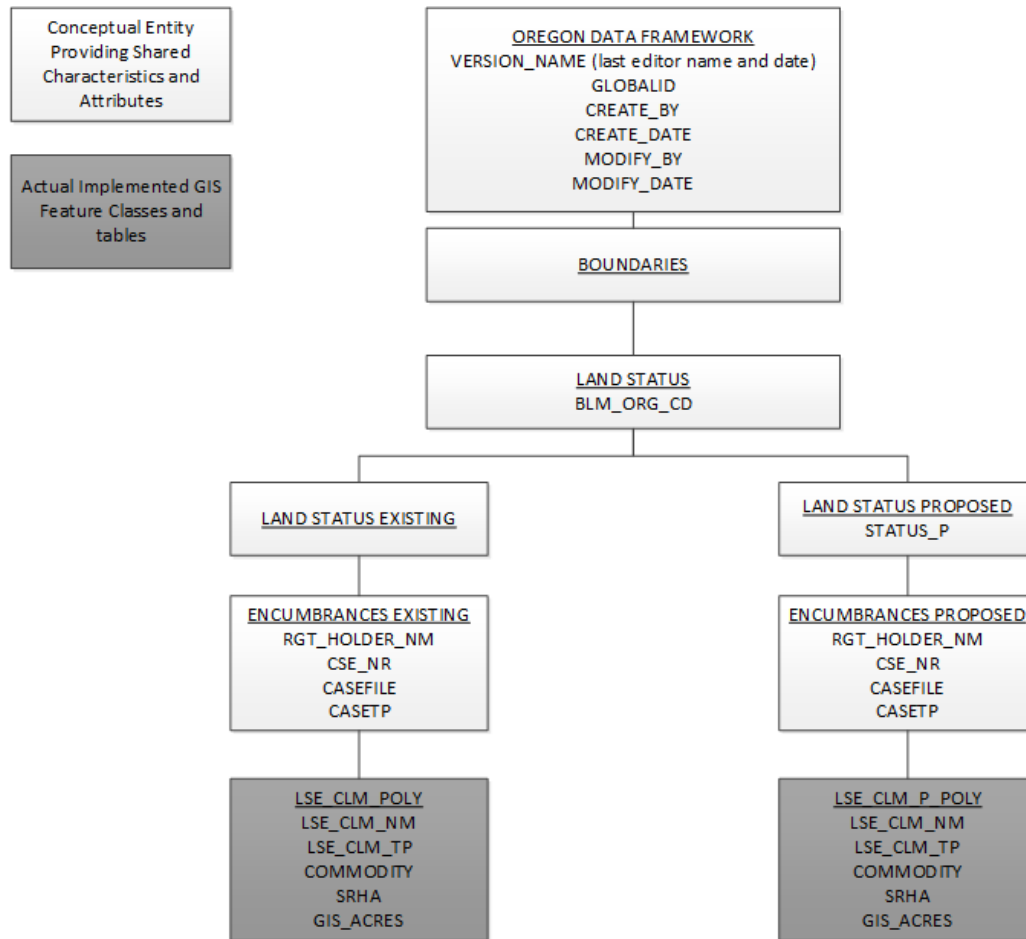 Conceptual Entity
Providing Shared
Characteristics and
Attributes
Actual Implemented GIS
Feature Classes and
tables
OREGON DATA FRAMEWORK
VERSION_NAME (last editor name and date)
GLOBALID
CREATE_BY
CREATE_DATE
MODIFY_BY
MODIFY_DATE
BOUNDARIES
LAND STATUS
BLM_ORG_CD
LAND STATUS EXISTING
ENCUMBRANCES EXISTING
RGT_HOLDER_NM
CSE_NR
CASEFILE
CASETP
LSE_CLM_POLY
LSE_CLM_NM
LSE_CLM_TP
COMMODITY
SRHA
GIS_ACRES
LAND STATUS PROPOSED
STATUS_P
ENCUMBRANCES PROPOSED
RGT_HOLDER_NM
CSE_NR
CASEFILE
CASETP
LSE_CLM_P_POLY
LSE_CLM_NM
LSE_CLM_TP
COMMODITY
SRHA
GIS_ACRES